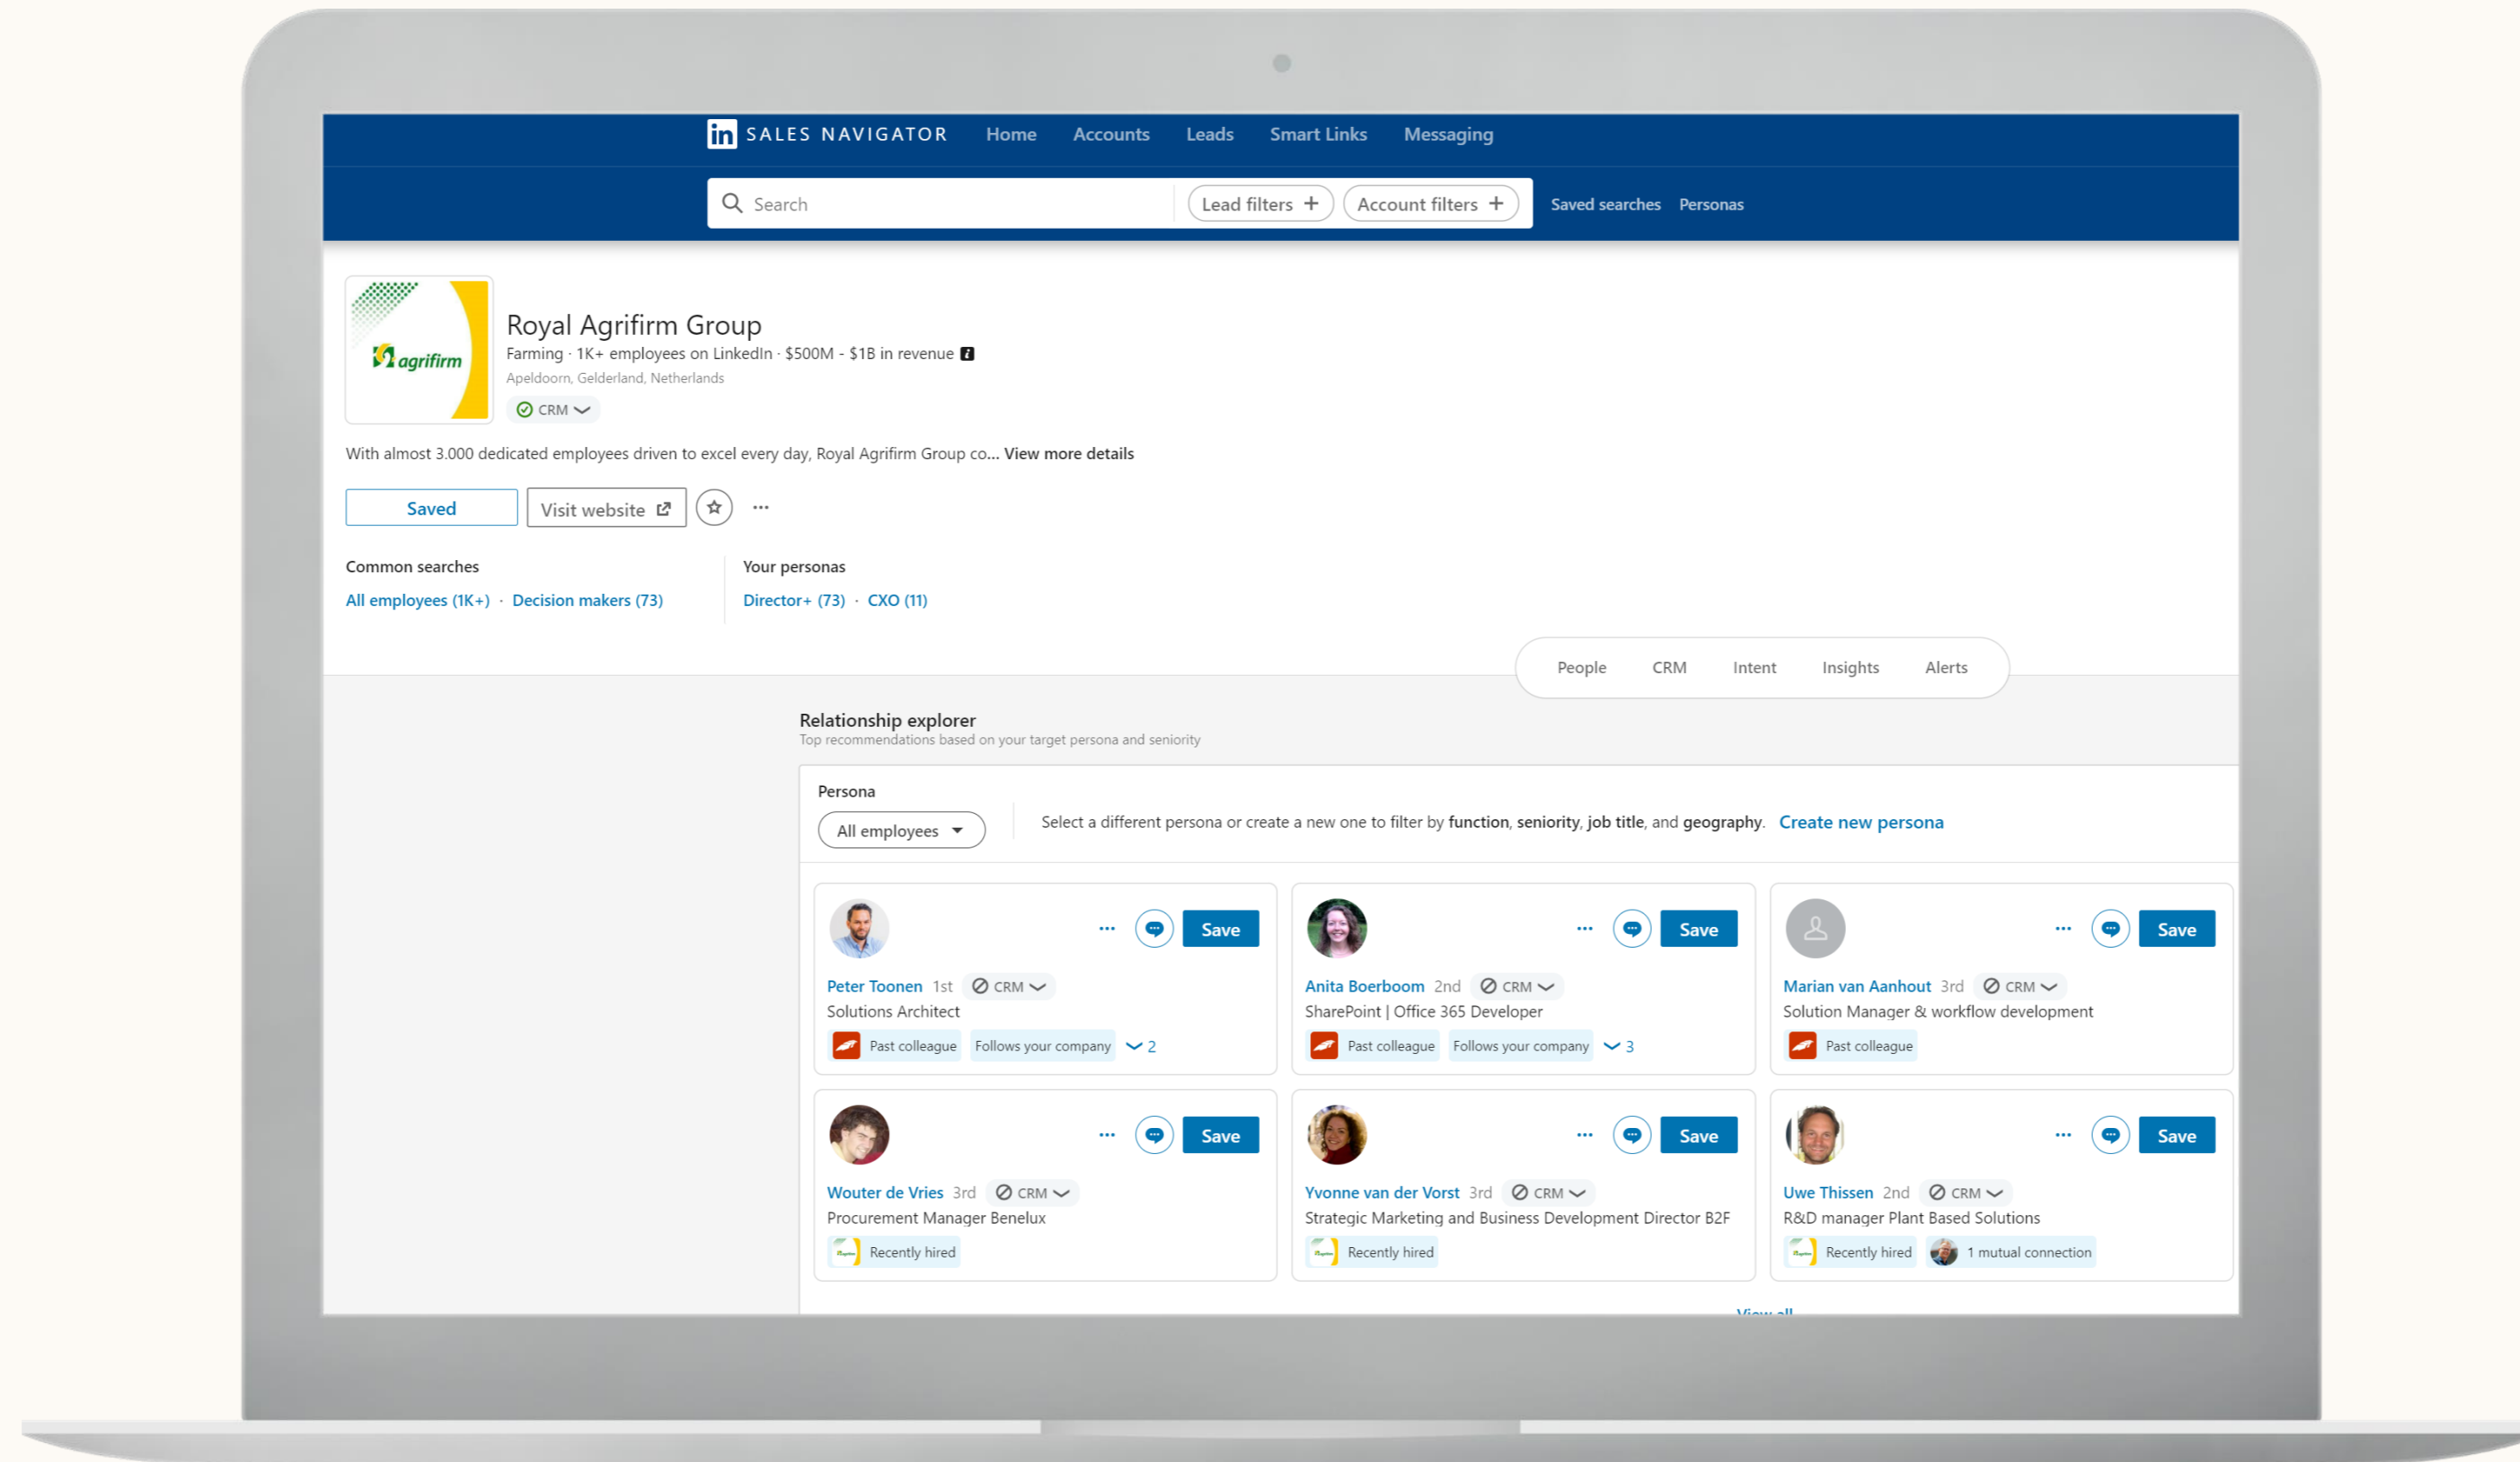 in SALES NAVIGATOR Home Accounts Leads Smart Links Messaging
Search Lead filters + Account filters + Saved searches Personas
agrifirm
Royal Agrifirm Group
Farming · 1K+ employees on LinkedIn · $500M - $1B in revenue i
Apeldoorn, Gelderland, Netherlands
CRM
With almost 3.000 dedicated employees driven to excel every day, Royal Agrifirm Group co... View more details
Saved Visit website ...
Common searches Your personas
All employees (1K+) · Decision makers (73) Director+ (73) · CXO (11)
People CRM Intent Insights Alerts
Relationship explorer
Top recommendations based on your target persona and seniority
Persona
All employees Select a different persona or create a new one to filter by function, seniority, job title, and geography. Create new persona
... Save
Peter Toonen 1st CRM
Solutions Architect
Past colleague Follows your company 2
... Save
Anita Boerboom 2nd CRM
SharePoint | Office 365 Developer
Past colleague Follows your company 3
... Save
Marian van Aanhout 3rd CRM
Solution Manager & workflow development
Past colleague
... Save
Wouter de Vries 3rd CRM
Procurement Manager Benelux
Recently hired
... Save
Yvonne van der Vorst 3rd CRM
Strategic Marketing and Business Development Director B2F
Recently hired
... Save
Uwe Thissen 2nd CRM
R&D manager Plant Based Solutions
Recently hired 1 mutual connection
View all